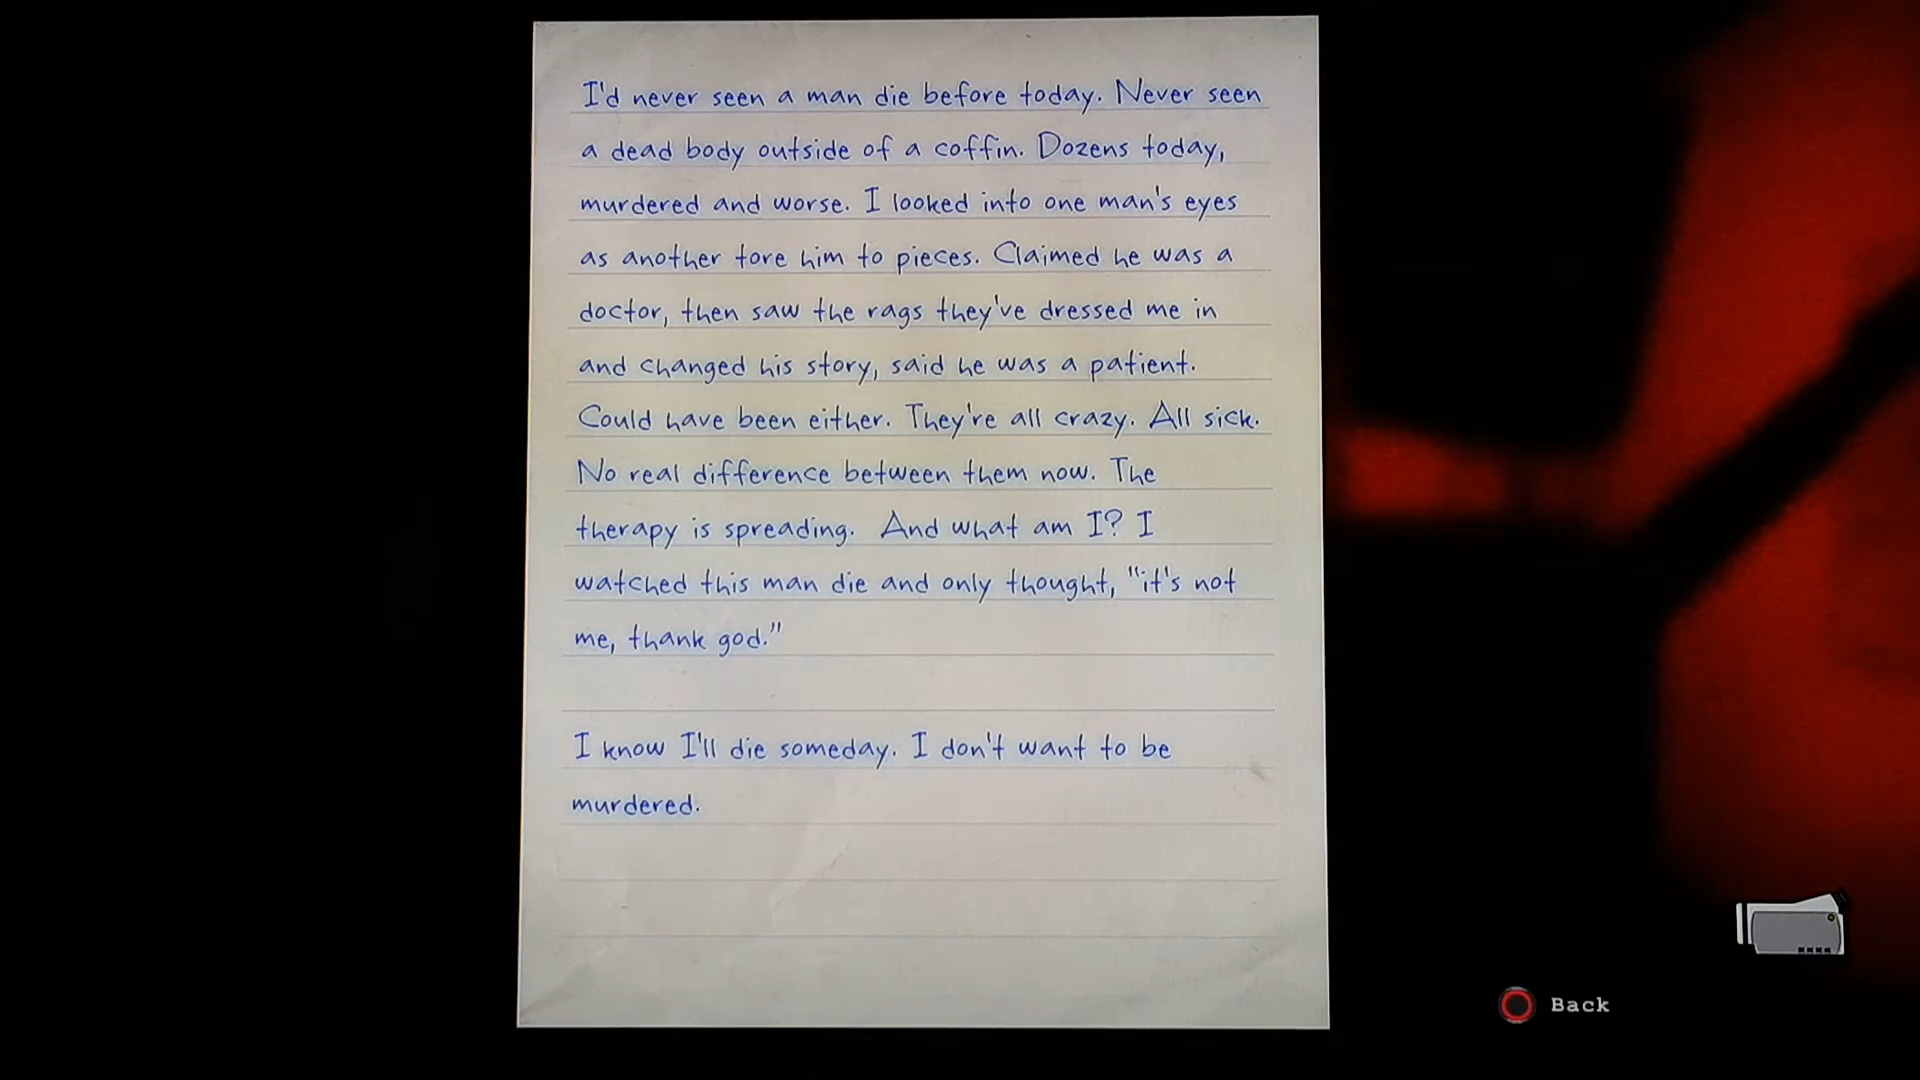 I'd never seen a man die before today. Never seen
a dead body outside of a coffin. Dozens today,
murdered and worse. I looked into one man's eyes
as another tore him to pieces. Claimed he was a
doctor, then saw the rags they've dressed me in
and changed his story, said he was a patient.
Could have been either. They're all crazy. All sick.
No real difference between them now. The
therapy is spreading. And what am I? I
watched this man die and only thought, "it's not
me, thank god."
I know I'll die someday. I don't want to be
murdered.
Back